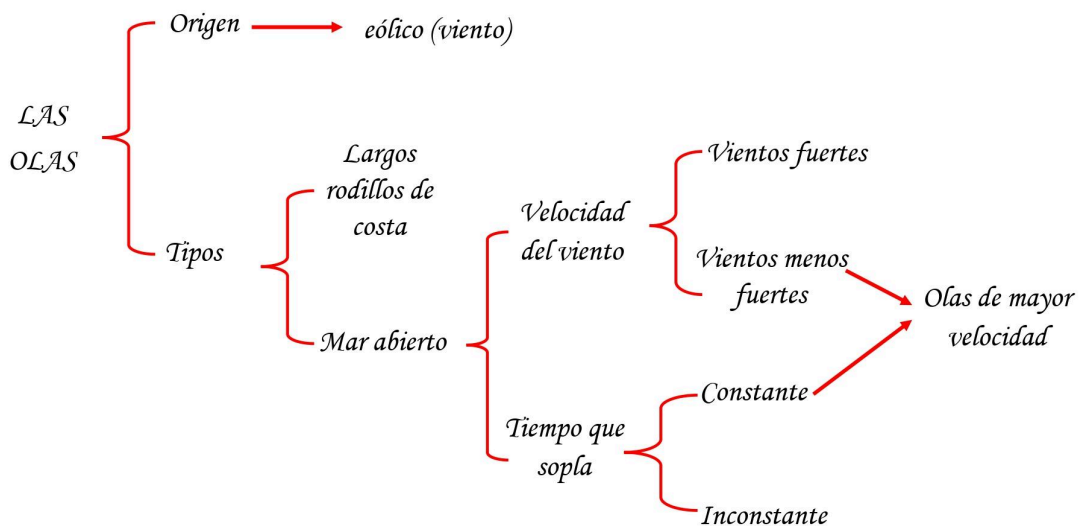 LAS
OLAS
Origen
eólico (viento)
Tipos
Largos
rodillos de
costa
Mar abierto
Velocidad
del viento
Vientos fuertes
Vientos menos
fuertes
Tiempo que
sopla
Constante
Inconstante
Olas de mayor
velocidad